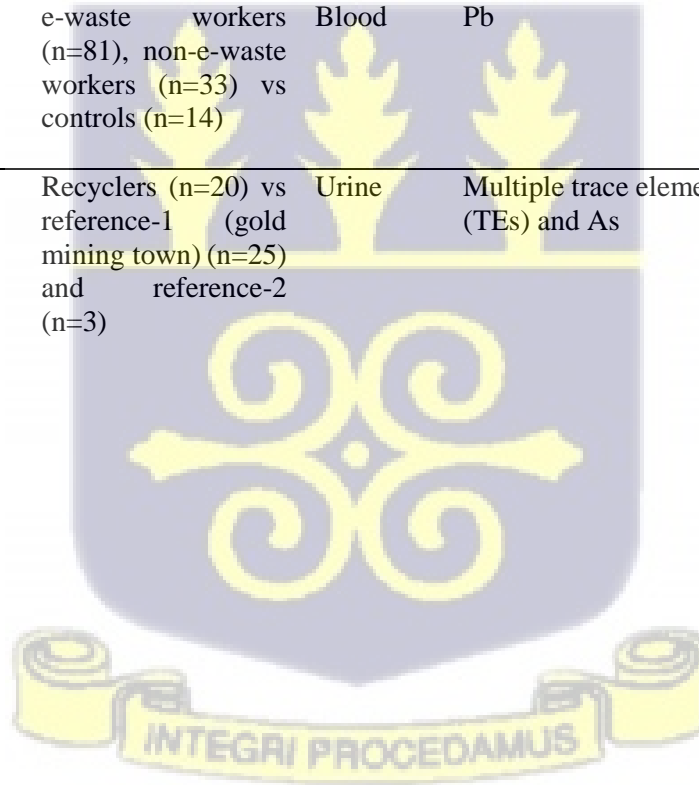 e-waste workers Blood Pb
(n=81), non-e-waste
workers (n=33) vs
controls (n=14)
Recyclers (n=20) vs Urine Multiple trace eleme
reference-1 (gold (TEs) and As
mining town) (n=25)
and reference-2
(n=3)
INTEGRI PROCEDAMUS